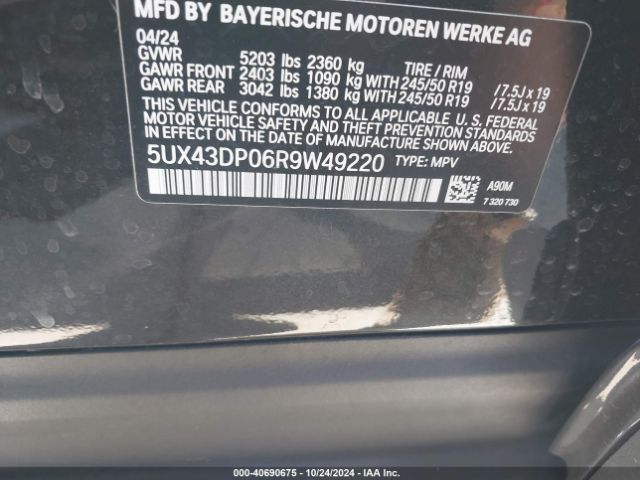 MFD BY BAYERISCHE MOTOREN WERKE AG
04/24
GVWR 5203 lbs 2360 kg TIRE / RIM
GAWR FRONT 2403 lbs 1090 kg WITH 245/50 R19 / 7.5J x 19
GAWR REAR 3042 lbs 1380 kg WITH 245/50 R19 / 7.5J x 19
THIS VEHICLE CONFORMS TO ALL APPLICABLE U.S. FEDERAL
MOTOR VEHICLE SAFETY AND THEFT PREVENTION STANDARDS
IN EFFECT ON THE DATE OF MANUFACTURE SHOWN ABOVE.
5UX43DP06R9W49220 TYPE: MPV
A90M
7 320 730
000-40690675 - 10/24/2024 - IAA Inc.